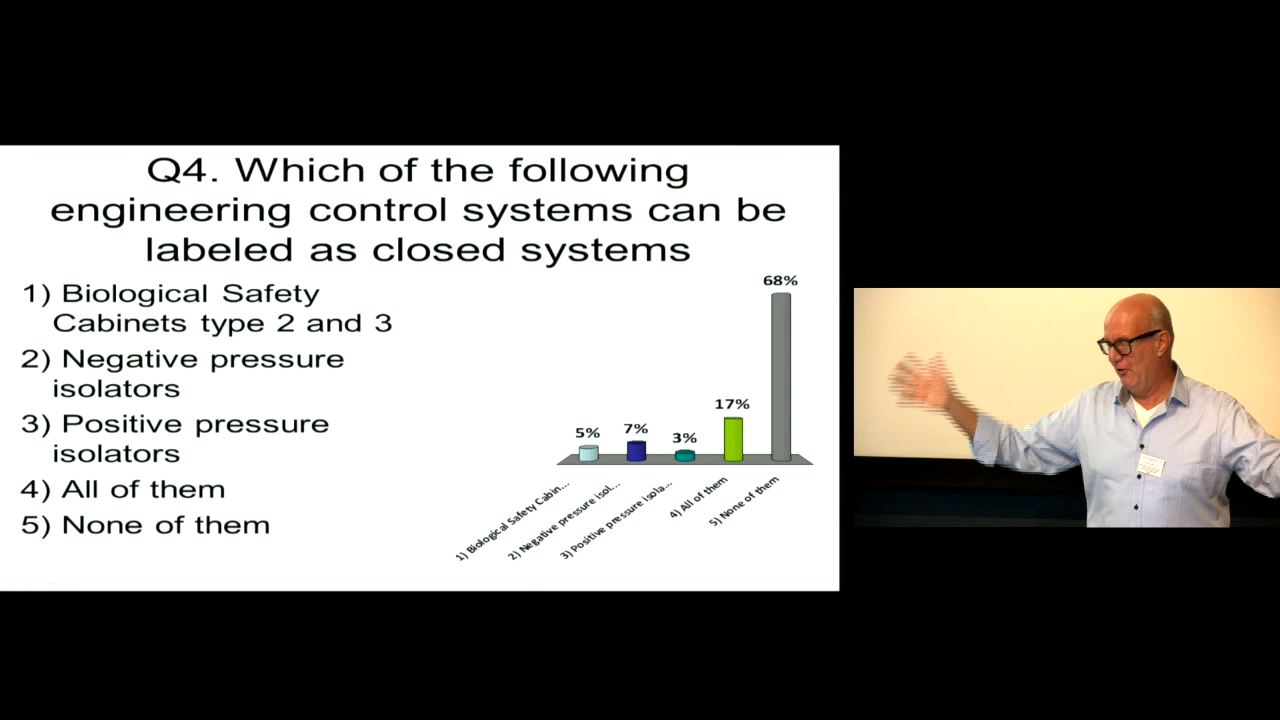 Q4. Which of the following
engineering control systems can be
labeled as closed systems
1) Biological Safety
Cabinets type 2 and 3
2) Negative pressure
isolators
3) Positive pressure
isolators
4) All of them
5) None of them
5%
7%
3%
17%
68%
1) Biological Safety Cabin...
2) Negative pressure isol...
3) Positive pressure isola...
4) All of them
5) None of them